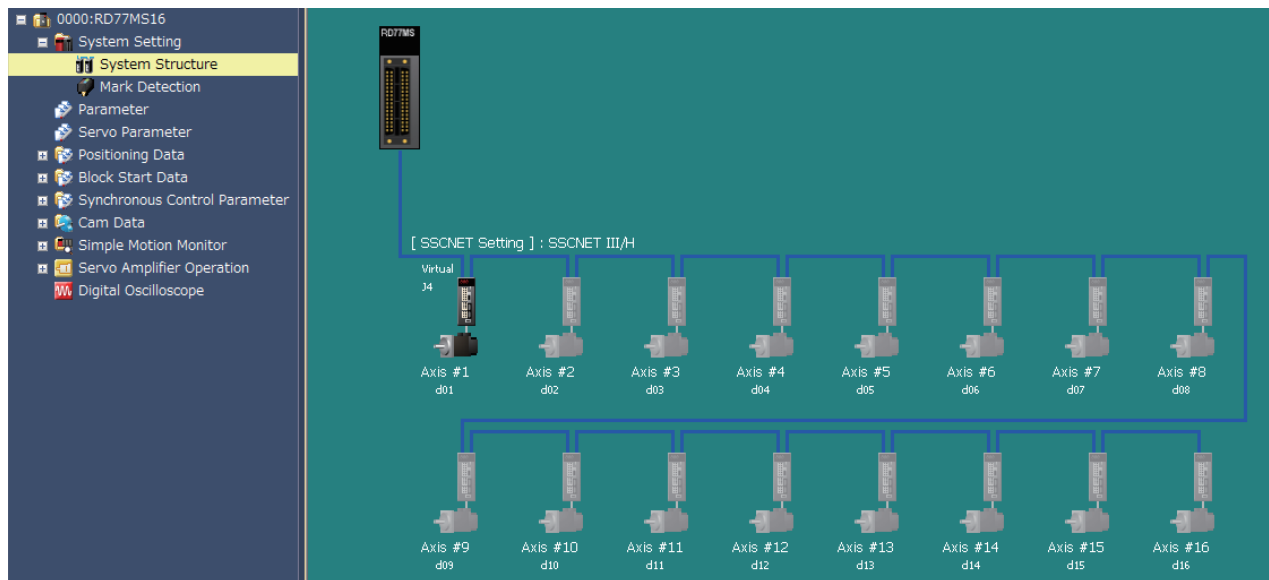 0000:RD77MS16
System Setting
System Structure
Mark Detection
Parameter
Servo Parameter
Positioning Data
Block Start Data
Synchronous Control Parameter
Cam Data
Simple Motion Monitor
Servo Amplifier Operation
Digital Oscilloscope
RD77MS
[ SSCNET Setting ] : SSCNET III/H
Virtual
J4
Axis #1 Axis #2 Axis #3 Axis #4 Axis #5 Axis #6 Axis #7 Axis #8
d01 d02 d03 d04 d05 d06 d07 d08
Axis #9 Axis #10 Axis #11 Axis #12 Axis #13 Axis #14 Axis #15 Axis #16
d09 d10 d11 d12 d13 d14 d15 d16